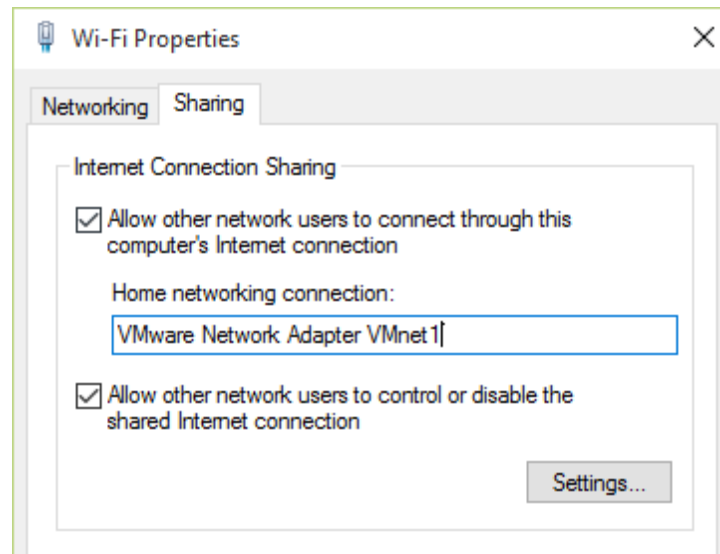 Wi-Fi Properties
Networking
Sharing
Internet Connection Sharing
Allow other network users to connect through this
computer's Internet connection
Home networking connection:
VMware Network Adapter VMnet1
Allow other network users to control or disable the
shared Internet connection
Settings...